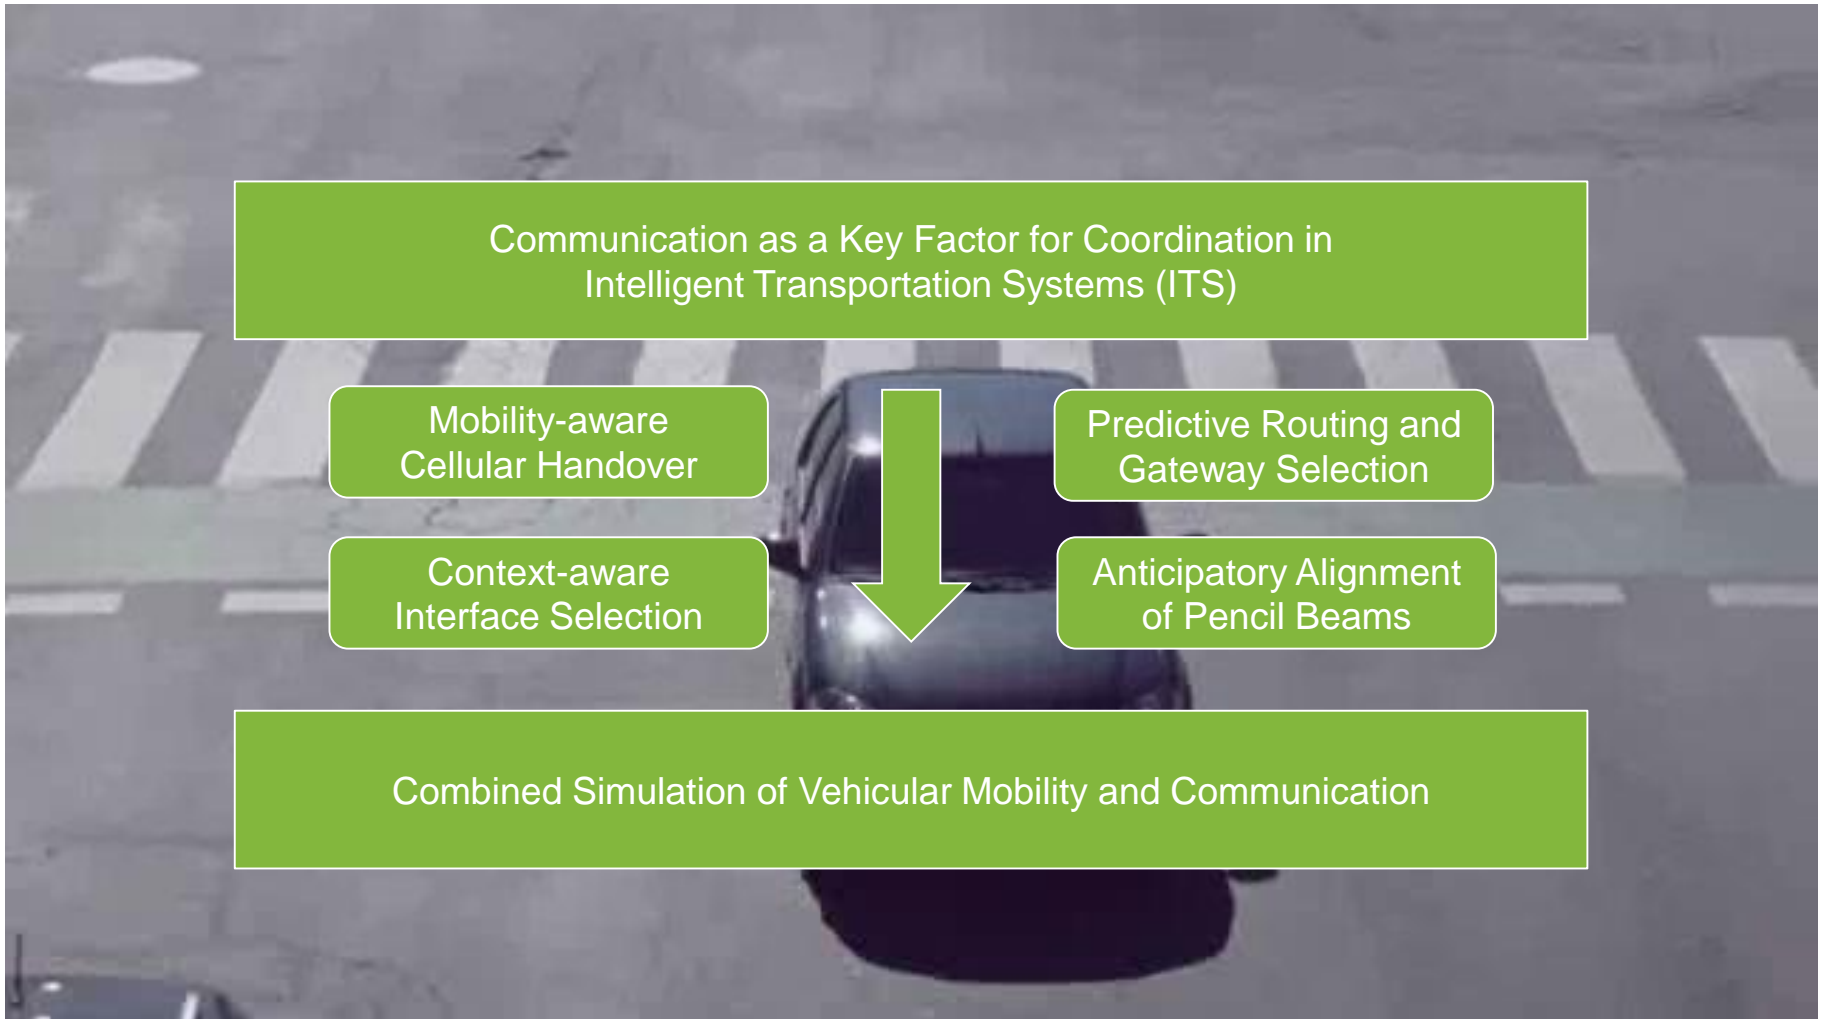 Communication as a Key Factor for Coordination in
Intelligent Transportation Systems (ITS)
Mobility-aware
Cellular Handover
Predictive Routing and
Gateway Selection
Context-aware
Interface Selection
Anticipatory Alignment
of Pencil Beams
Combined Simulation of Vehicular Mobility and Communication